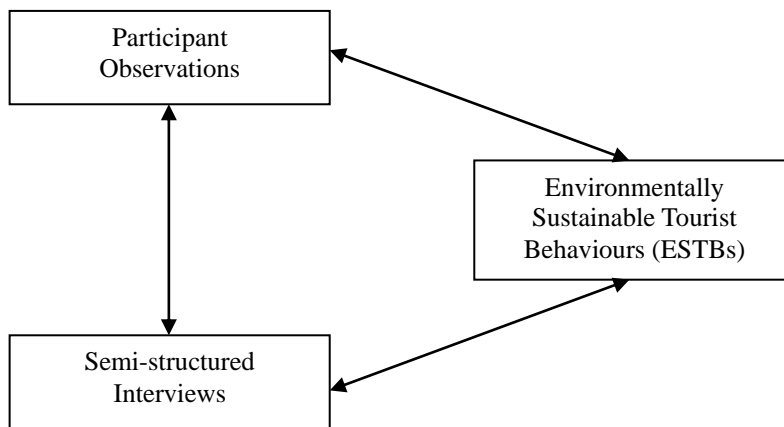 Participant
Observations
Environmentally
Sustainable Tourist
Behaviours (ESTBs)
Semi-structured
Interviews